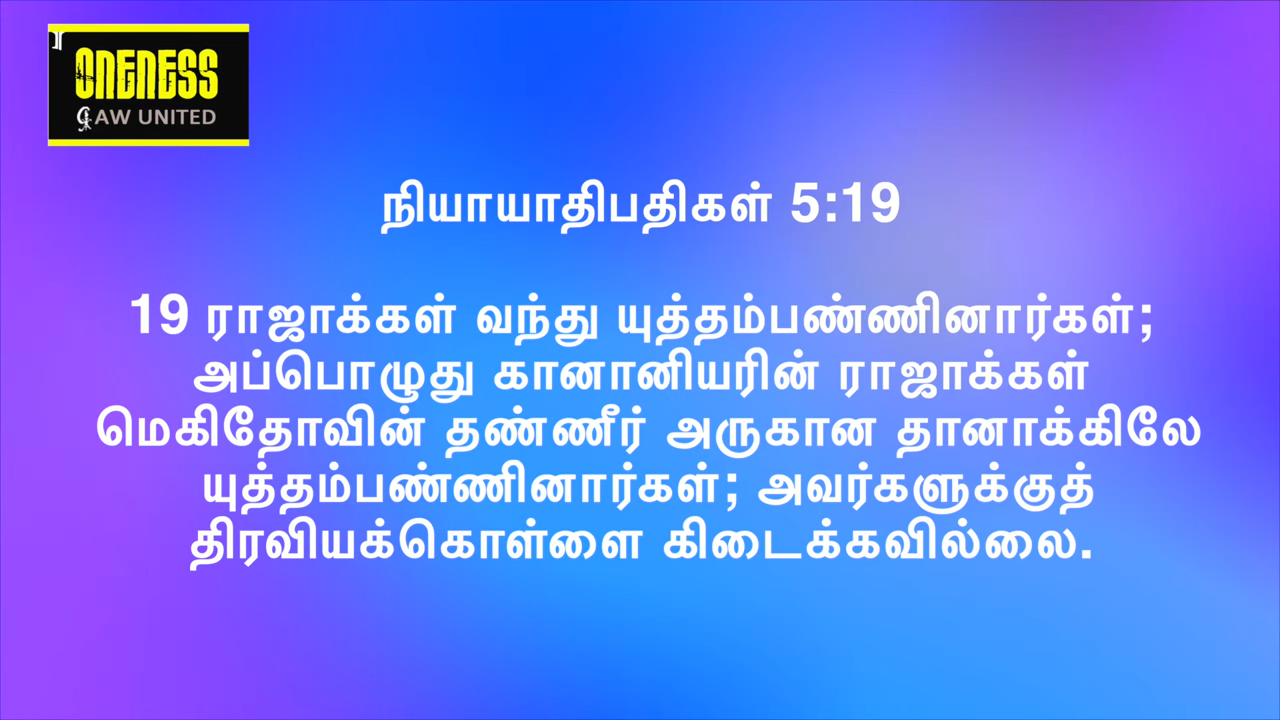 ONENESS
AW UNITED
நியாயாதிபதிகள் 5:19
19 ராஜாக்கள் வந்து யுத்தம்பண்ணினார்கள்;
அப்பொழுது கானானியரின் ராஜாக்கள்
மெகிதோவின் தண்ணீர் அருகான தானாக்கிலே
யுத்தம்பண்ணினார்கள்; அவர்களுக்குத்
திரவியக்கொள்ளை கிடைக்கவில்லை.